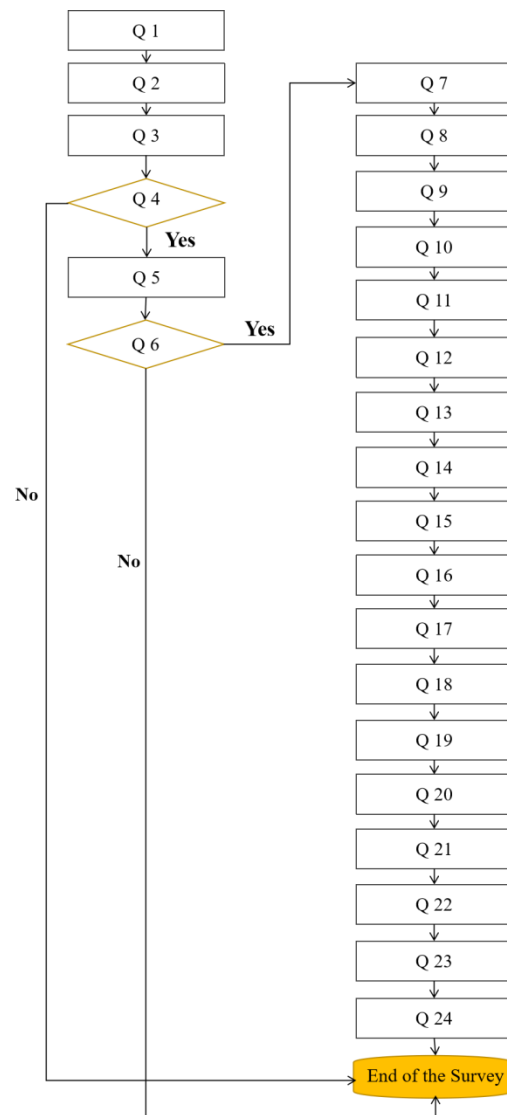 Q 1
Q 2
Q 3
Q 4
Yes
Q 5
Q 6
Yes
No
No
Q 7
Q 8
Q 9
Q 10
Q 11
Q 12
Q 13
Q 14
Q 15
Q 16
Q 17
Q 18
Q 19
Q 20
Q 21
Q 22
Q 23
Q 24
End of the Survey